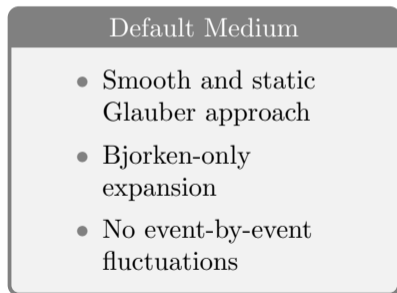 Default Medium
• Smooth and static
Glauber approach
• Bjorken-only
expansion
• No event-by-event
fluctuations